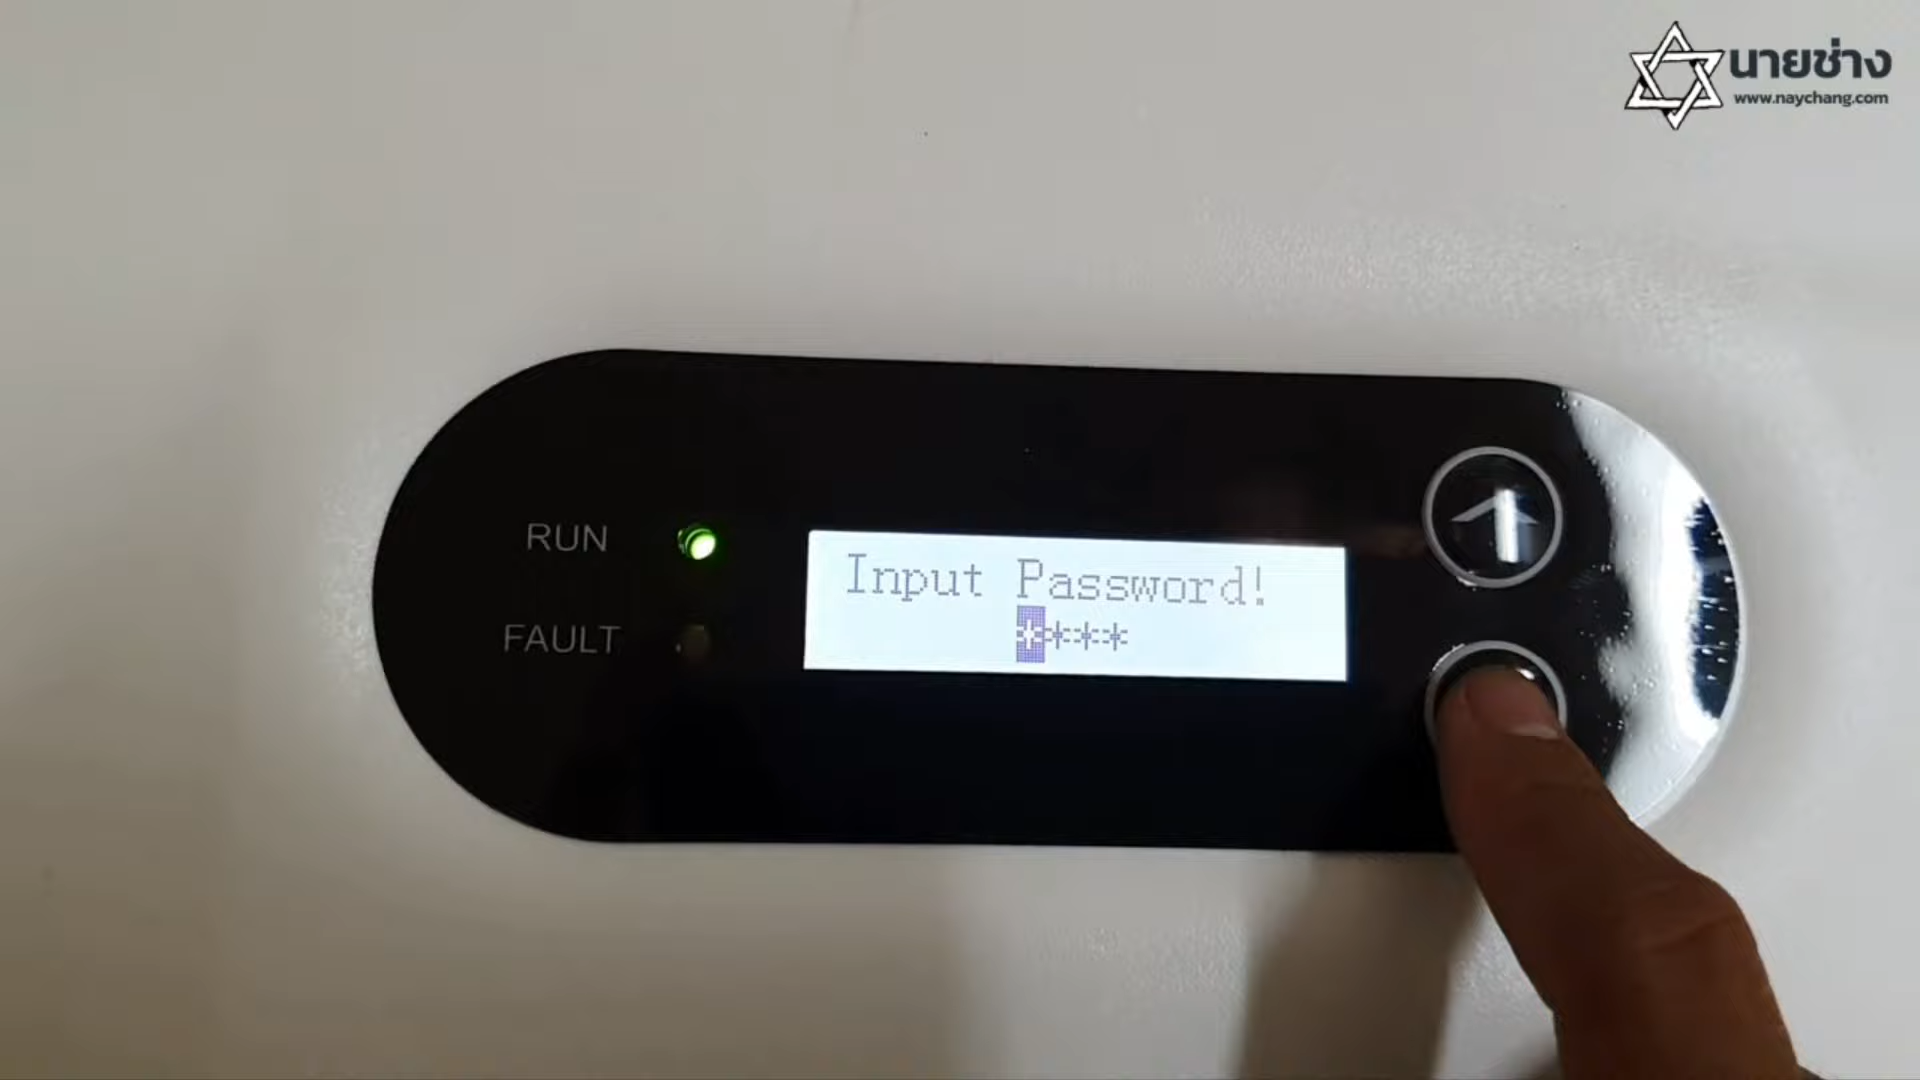 นายช่าง
www.naychang.com
RUN
Input Password!
****
FAULT